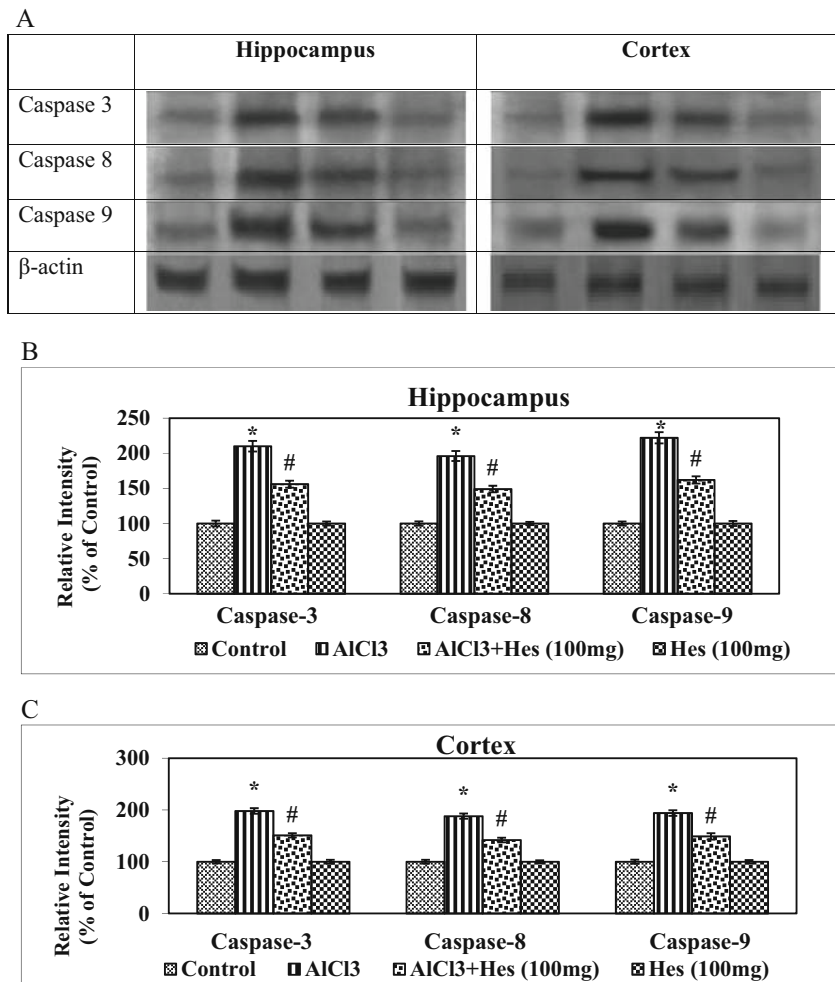 A
Hippocampus Cortex
Caspase 3
Caspase 8
Caspase 9
β-actin
B
Hippocampus
Relative Intensity
(% of Control)
250
200
150
100
50
0
* # * # * #
Caspase-3 Caspase-8 Caspase-9
Control AlCl3 AlCl3+Hes (100mg) Hes (100mg)
C
Cortex
Relative Intensity
(% of Control)
300
200
100
0
* # * # * #
Caspase-3 Caspase-8 Caspase-9
Control AlCl3 AlCl3+Hes (100mg) Hes (100mg)